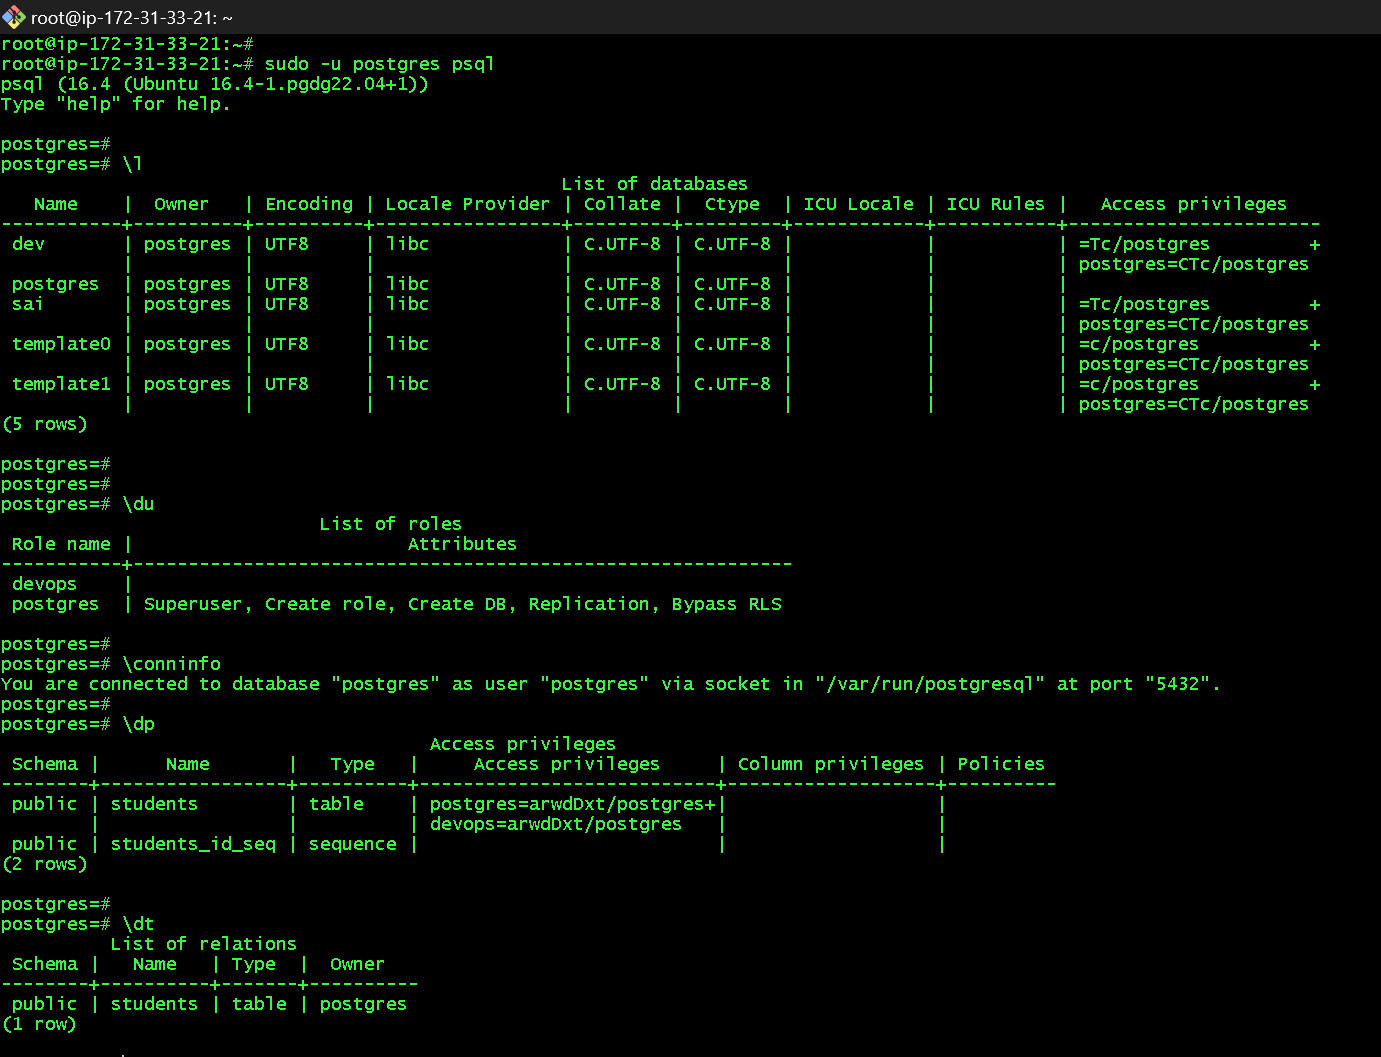 root@ip-172-31-33-21: ~
root@ip-172-31-33-21:~#
root@ip-172-31-33-21:~# sudo -u postgres psql
psql (16.4 (Ubuntu 16.4-1.pgdg22.04+1))
Type "help" for help.

postgres=#
postgres=# \l
                                                   List of databases
   Name    |  Owner   | Encoding | Locale Provider | Collate |  Ctype  | ICU Locale | ICU Rules |   Access privileges
-----------+----------+----------+-----------------+---------+---------+------------+-----------+-----------------------
 dev       | postgres | UTF8     | libc            | C.UTF-8 | C.UTF-8 |            |           | =Tc/postgres         +
           |          |          |                 |         |         |            |           | postgres=CTc/postgres
 postgres  | postgres | UTF8     | libc            | C.UTF-8 | C.UTF-8 |            |           |
 sai       | postgres | UTF8     | libc            | C.UTF-8 | C.UTF-8 |            |           | =Tc/postgres         +
           |          |          |                 |         |         |            |           | postgres=CTc/postgres
 template0 | postgres | UTF8     | libc            | C.UTF-8 | C.UTF-8 |            |           | =c/postgres          +
           |          |          |                 |         |         |            |           | postgres=CTc/postgres
 template1 | postgres | UTF8     | libc            | C.UTF-8 | C.UTF-8 |            |           | =c/postgres          +
           |          |          |                 |         |         |            |           | postgres=CTc/postgres
(5 rows)

postgres=#
postgres=#
postgres=# \du
                             List of roles
 Role name |                         Attributes
-----------+------------------------------------------------------------
 devops    |
 postgres  | Superuser, Create role, Create DB, Replication, Bypass RLS

postgres=#
postgres=# \conninfo
You are connected to database "postgres" as user "postgres" via socket in "/var/run/postgresql" at port "5432".
postgres=#
postgres=# \dp
                                       Access privileges
 Schema |      Name       |   Type   |     Access privileges     | Column privileges | Policies
--------+-----------------+----------+---------------------------+-------------------+----------
 public | students        | table    | postgres=arwdDxt/postgres+|                   |
        |                 |          | devops=arwdDxt/postgres   |                   |
 public | students_id_seq | sequence |                           |                   |
(2 rows)

postgres=#
postgres=# \dt
          List of relations
 Schema |   Name   | Type  |  Owner
--------+----------+-------+----------
 public | students | table | postgres
(1 row)